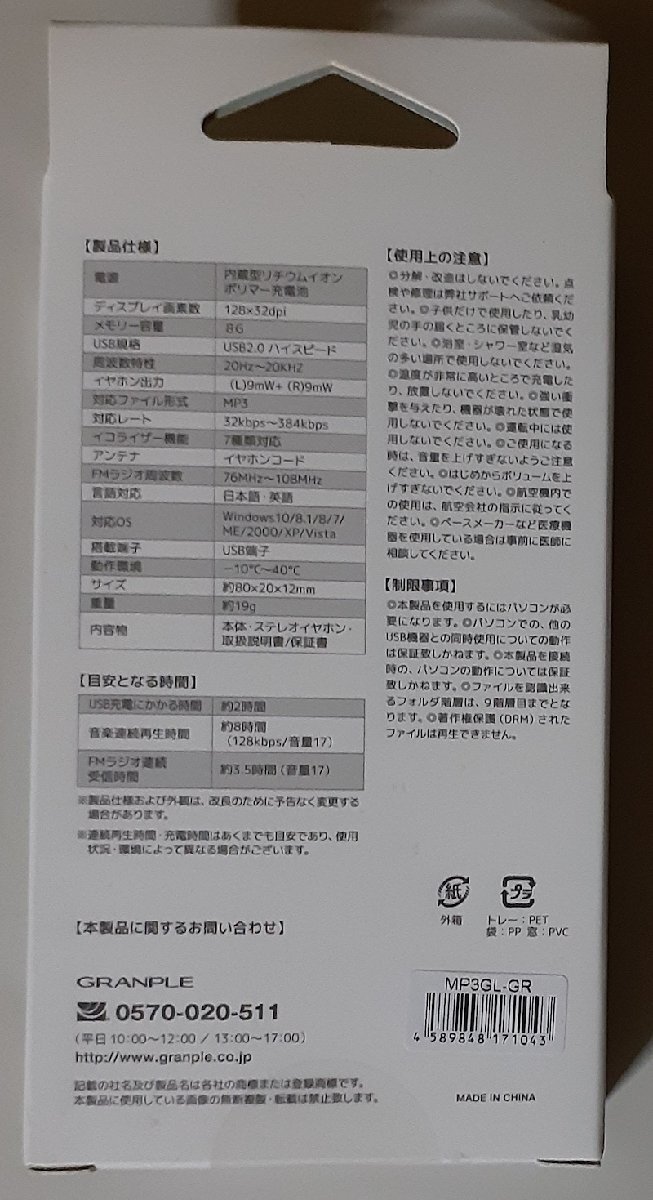 【製品仕様】
電源 内蔵型リチウムイオン
ポリマー充電池
ディスプレイ画素数 128×32dpi
メモリー容量 8G
USB規格 USB2.0 ハイスピード
周波数特性 20Hz～20KHZ
イヤホン出力 (L)9mW+ (R)9mW
対応ファイル形式 MP3
対応レート 32kbps～384kbps
イコライザー機能 7種類対応
アンテナ イヤホンコード
FMラジオ周波数 76MHz～108MHz
言語対応 日本語・英語
対応OS Windows10/8.1/8/7/
ME/2000/XP/Vista
搭載端子 USB端子
動作環境 −10℃～40℃
サイズ 約80×20×12mm
重量 約19g
内容物 本体・ステレオイヤホン・
取扱説明書/保証書
【目安となる時間】
USB充電にかかる時間 約2時間
音楽連続再生時間 約8時間
(128kbps/音量17)
FMラジオ連続
受信時間 約3.5時間(音量17)
※製品仕様および外観は、改良のために予告なく変更する
場合があります。
※連続再生時間・充電時間はあくまでも目安であり、使用
状況・環境によって異なる場合がございます。
【使用上の注意】
◎分解・改造はしないでください。点
検や修理は弊社サポートへご依頼くだ
さい。◎子供だけで使用したり、乳幼
児の手の届くところに保管しないでく
ださい。◎浴室・シャワー室など湿気
の多い場所で使用しないでください。
◎温度が非常に高いところで充電した
り、放置しないでください。◎強い衝
撃を与えたり、機器が壊れた状態で使
用しないでください。◎運転中には使
用しないでください。◎ご使用になる
時は、音量を上げすぎないようご注意
ください。◎はじめからボリュームを上
げすぎないでください。◎航空機内で
の使用は、航空会社の指示に従ってく
ださい。◎ペースメーカーなど医療機
器を使用している場合は事前に医師に
相談してください。
【制限事項】
◎本製品を使用するにはパソコンが必
要になります。◎パソコンでの、他の
USB機器との同時使用についての動作
は保証致しかねます。◎本製品を接続
時の、パソコンの動作については保証
致しかねます。◎ファイルを認識出来
るフォルダ階層は、9階層目までとな
ります。◎著作権保護(DRM)された
ファイルは再生できません。
紙 プラ
外箱 トレー：PET
袋：PP 窓：PVC
【本製品に関するお問い合わせ】
GRANPLE
0570-020-511
(平日 10:00～12:00 / 13:00～17:00)
http://www.granple.co.jp
記載の社名及び製品名は各社の商標または登録商標です。
本製品に使用している画像の無断複製・転載は禁止致します。
MP3GL-GR
4 589848 171043
MADE IN CHINA